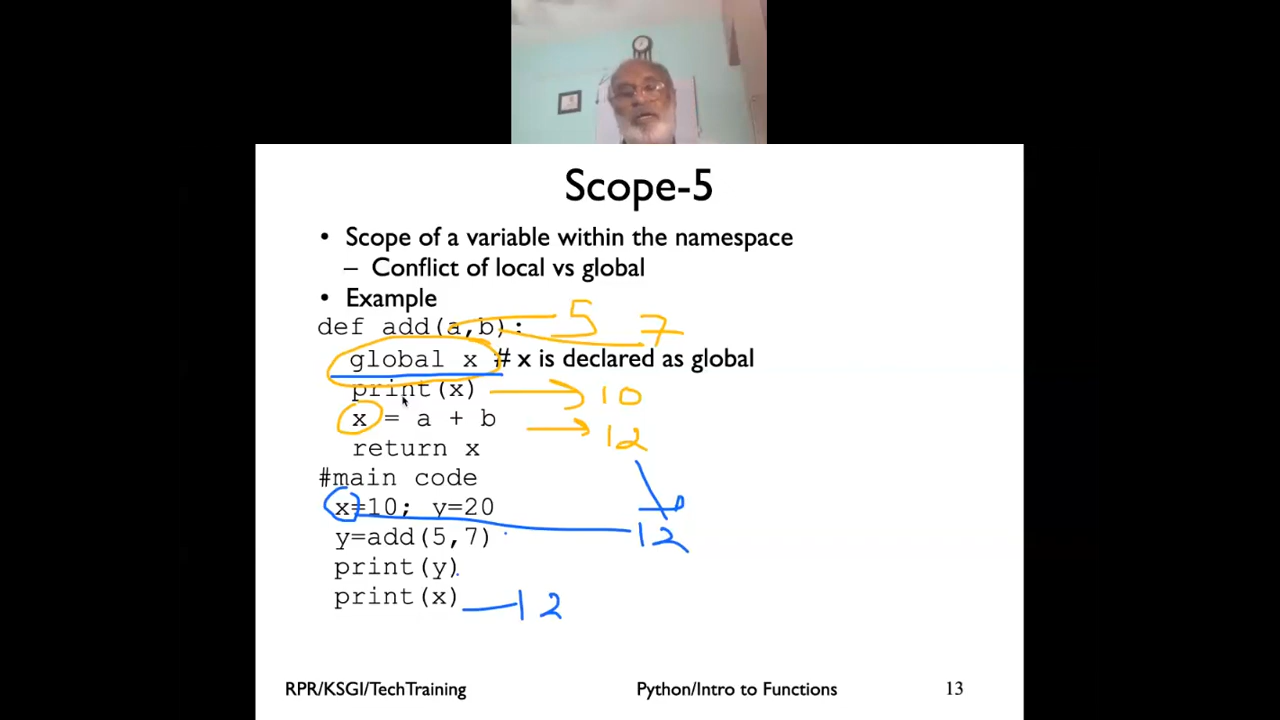 Scope-5
• Scope of a variable within the namespace
– Conflict of local vs global
• Example
def add(a,b): 5 7
global x # x is declared as global
print(x) 10
x = a + b 12
return x
#main code
x=10; y=20
y=add(5,7) 12
print(y)
print(x) 12
RPR/KSGI/TechTraining Python/Intro to Functions 13